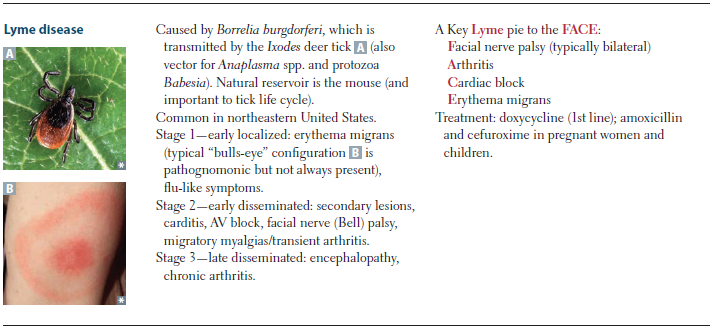 Lyme disease
A
*
B
*
Caused by Borrelia burgdorferi, which is
transmitted by the Ixodes deer tick A (also
vector for Anaplasma spp. and protozoa
Babesia). Natural reservoir is the mouse (and
important to tick life cycle).
Common in northeastern United States.
Stage 1—early localized: erythema migrans
(typical “bulls-eye” configuration B is
pathognomonic but not always present),
flu-like symptoms.
Stage 2—early disseminated: secondary lesions,
carditis, AV block, facial nerve (Bell) palsy,
migratory myalgias/transient arthritis.
Stage 3—late disseminated: encephalopathy,
chronic arthritis.
A Key Lyme pie to the FACE:
Facial nerve palsy (typically bilateral)
Arthritis
Cardiac block
Erythema migrans
Treatment: doxycycline (1st line); amoxicillin
and cefuroxime in pregnant women and
children.